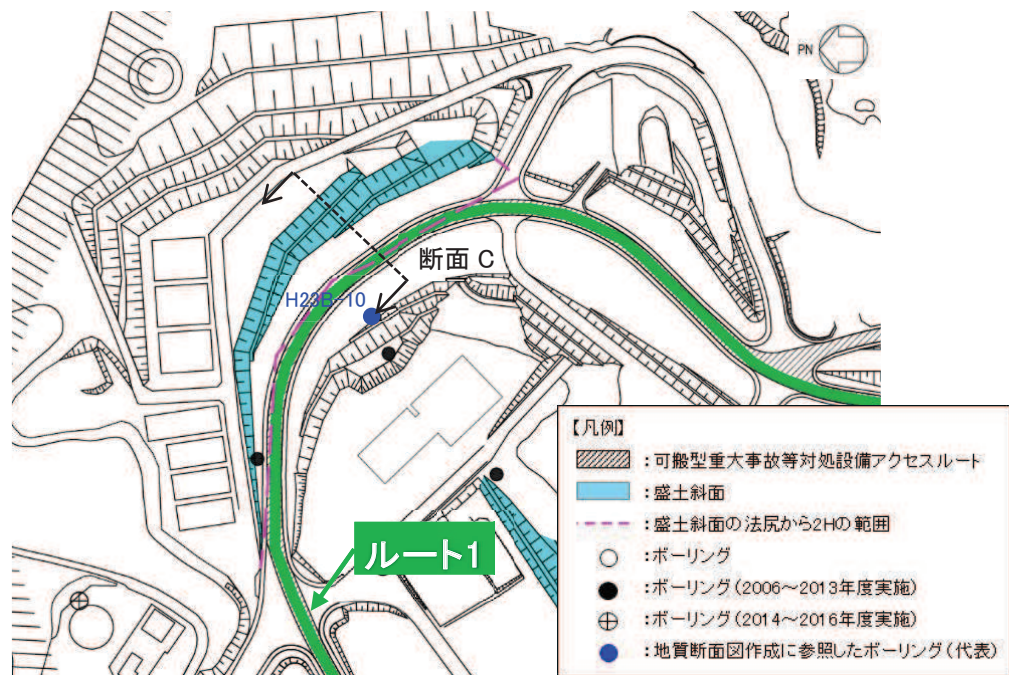 PN
断面 C
H23B-10
ルート1
【凡例】
：可搬型重大事故等対処設備アクセスルート
：盛土斜面
：盛土斜面の法尻から2Hの範囲
：ボーリング
：ボーリング（2006～2013年度実施）
：ボーリング（2014～2016年度実施）
：地質断面図作成に参照したボーリング（代表）